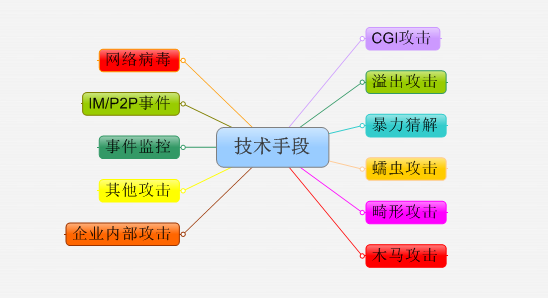 技术手段
CGI攻击
溢出攻击
暴力猜解
蠕虫攻击
畸形攻击
木马攻击
网络病毒
IM/P2P事件
事件监控
其他攻击
企业内部攻击